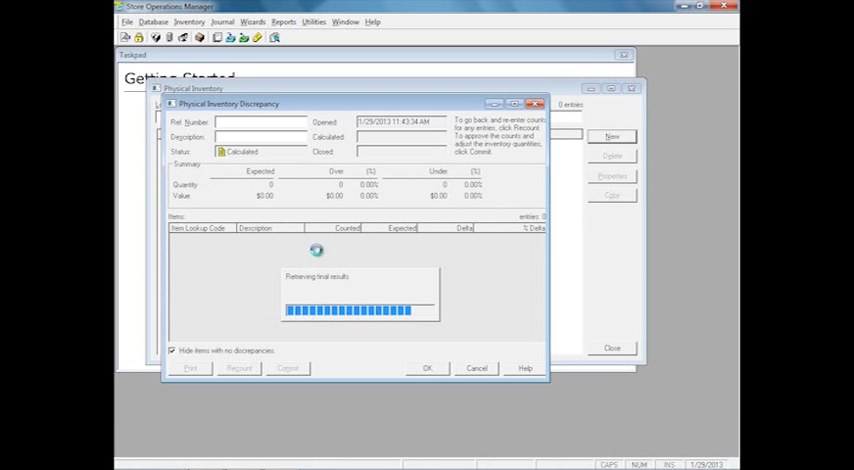 Store Operations Manager
File Database Inventory Journal Wizards Reports Utilities Window Help
Taskpad
Getting Started
Physical Inventory
0 entries
New
Delete
Properties
Copy
Close
Physical Inventory Discrepancy
Ref. Number: Opened: 1/29/2013 11:43:34 AM
Description: Calculated:
Status: Calculated Closed:
To go back and re-enter counts
for any entries, click Recount.
To approve the counts and
adjust the inventory quantities,
click Commit.
Summary
Expected Over (%) Under (%)
Quantity 0 0 0.00% 0 0.00%
Value $0.00 $0.00 0.00% $0.00 0.00%
Items: entries: 0
Item Lookup Code Description Counted Expected Delta % Delta
Retrieving final results
Hide items with no discrepancies.
Print Recount Commit OK Cancel Help
CAPS NUM INS 1/29/2013